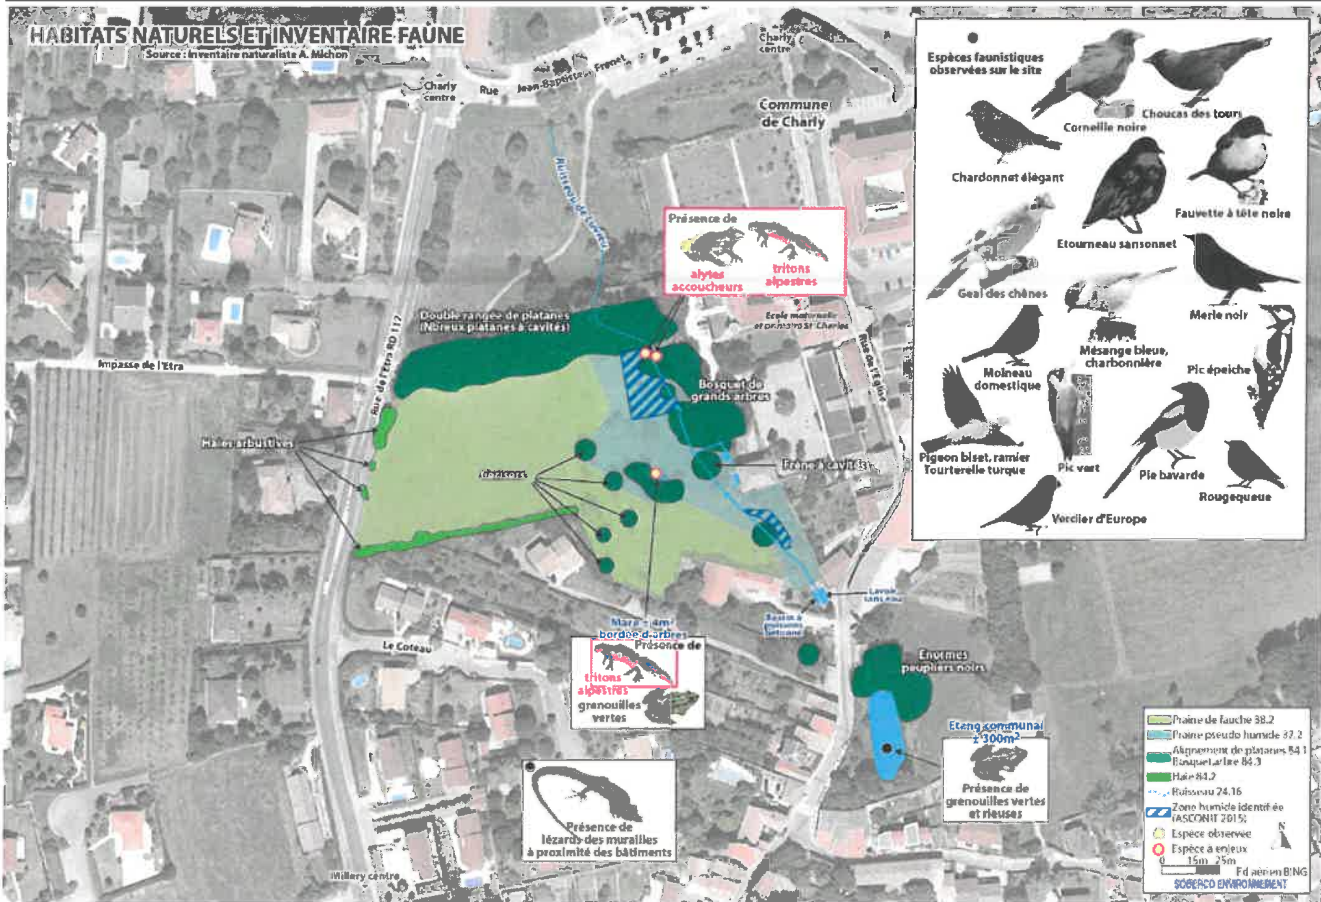 HABITATS NATURELS ET INVENTAIRE FAUNE
Source : Inventaire naturaliste A. Michon
Charly
centre
Charly
centre
Rue Jean-Baptiste Frenet
Commune
de Charly
Ruisseau de
Présence de
alytes
accoucheurs
tritons
alpestres
Double rangée de platanes
(Nbreux platanes à cavités)
Ecole maternelle
et primaire St Charles
Impasse de l'Etra
Rue de l'Etra RD 117
Rue de l'Eglise
Bosquet de
grands arbres
Haies arbustives
Merisiers
Frêne à cavités
Lavoir
sans eau
Bassin à
Mare ± 4m²
bordée d'arbres
Présence de
tritons
alpestres
grenouilles
vertes
Le Coteau
Enormes
peupliers noirs
Etang communal
± 300m²
Présence de
grenouilles vertes
et rieuses
Présence de
lézards des murailles
à proximité des bâtiments
Millery centre
Espèces faunistiques
observées sur le site
Corneille noire
Choucas des tours
Chardonnet élégant
Fauvette à tête noire
Etourneau sansonnet
Geai des chênes
Merle noir
Mésange bleue,
charbonnière
Moineau
domestique
Pic épeiche
Pigeon biset, ramier
Tourterelle turque
Pic vert
Pie bavarde
Rougequeue
Verdier d'Europe
Prairie de fauche 38.2
Prairie pseudo humide 37.2
Alignement de platanes 84.1
Bosquet arbre 84.3
Haie 84.2
Ruisseau 24.16
Zone humide identifiée
(ASCONIT 2015)
Espèce observée
Espèce à enjeux
N
0 15m 25m
Fd aérien BING
SOBERCO ENVIRONNEMENT